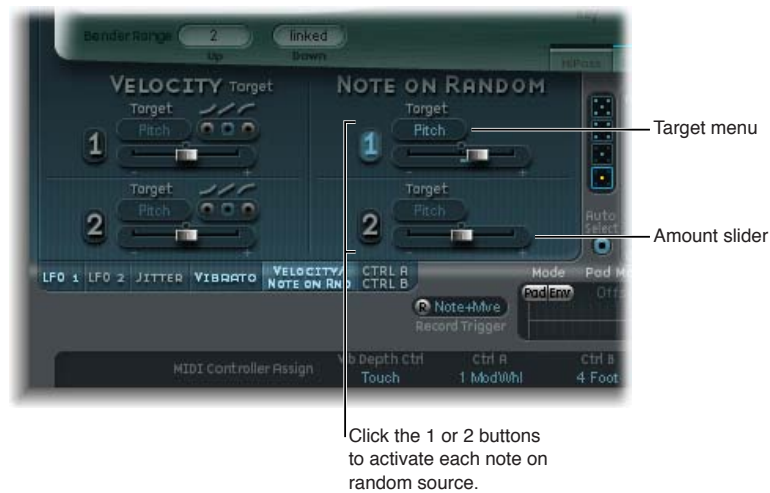 Key
Bender Range 2 linked
Up Down
HiPass
VELOCITY Target
NOTE ON RANDOM
Target
Target
1 Pitch
1 Pitch
Target menu
- +
- +
Target
Target
2 Pitch
2 Pitch
- +
- +
Auto
Select
Amount slider
LFO 1 LFO 2 JITTER VIBRATO VELOCITY/ NOTE ON RND CTRL A CTRL B
Mode
Pad Env
R Note+Mve
Record Trigger
MIDI Controller Assign
Vib Depth Ctrl Ctrl A Ctrl B
Touch 1 ModWhl 4 Foot
Click the 1 or 2 buttons
to activate each note on
random source.